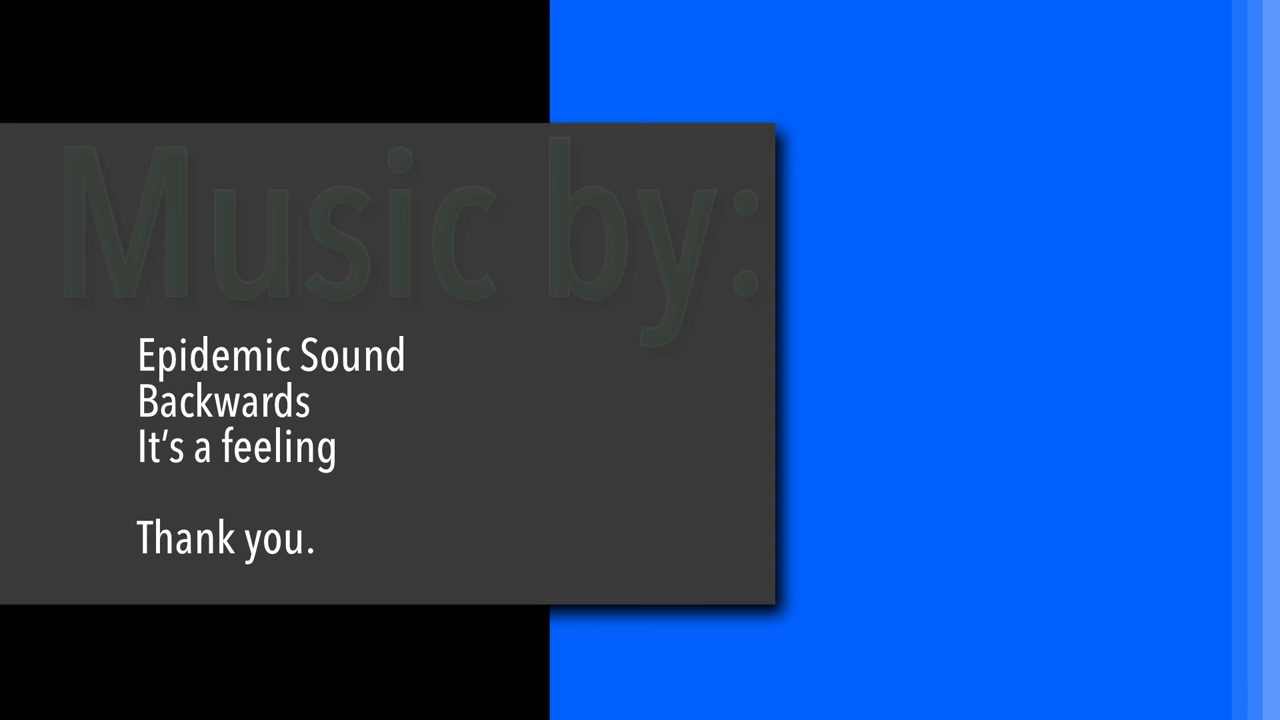 Music by:
Epidemic Sound
Backwards
It’s a feeling
Thank you.